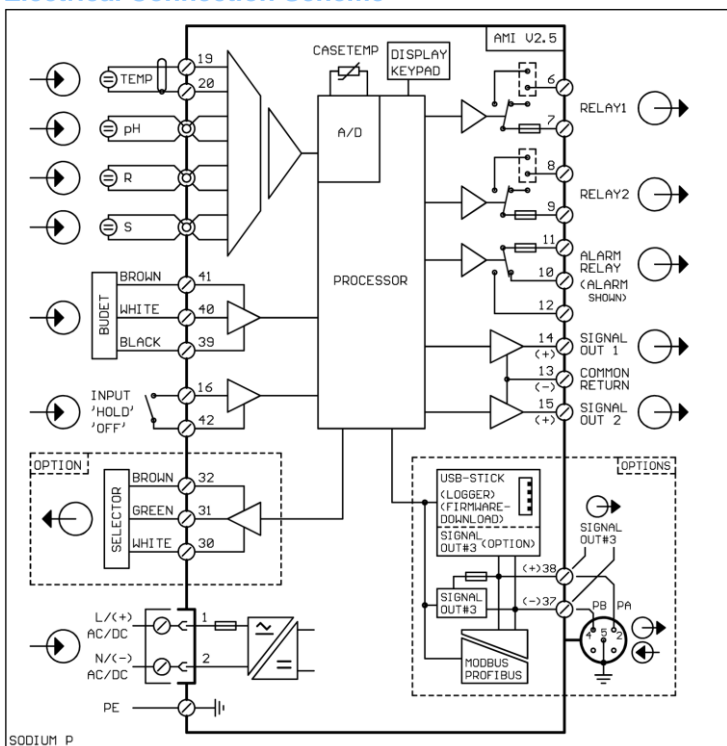 Electrical Connection Scheme
AMI V2.5
CASETEMP
DISPLAY
KEYPAD
A/D
PROCESSOR
19
TEMP
20
pH
R
S
BUDET
BROWN
41
WHITE
40
BLACK
39
INPUT
'HOLD'
'OFF'
16
42
OPTION
SELECTOR
BROWN
32
GREEN
31
WHITE
30
L/(+)
AC/DC
1
N/(-)
AC/DC
2
PE
6
RELAY1
7
8
RELAY2
9
11
ALARM
RELAY
10
(ALARM
SHOWN)
12
14
(+)
SIGNAL
OUT 1
13
(-)
COMMON
RETURN
15
(+)
SIGNAL
OUT 2
OPTIONS
USB-STICK
(LOGGER)
(FIRMWARE-
DOWNLOAD)
SIGNAL
OUT#3 (OPTION)
SIGNAL
OUT#3
(+)38
SIGNAL
OUT#3
(-)37
PB PA
4 5 2
MODBUS
PROFIBUS
SODIUM P